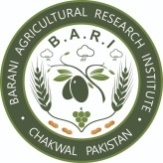 BARANI AGRICULTURAL RESEARCH INSTITUTE
B.A.R.I
CHAKWAL PAKISTAN